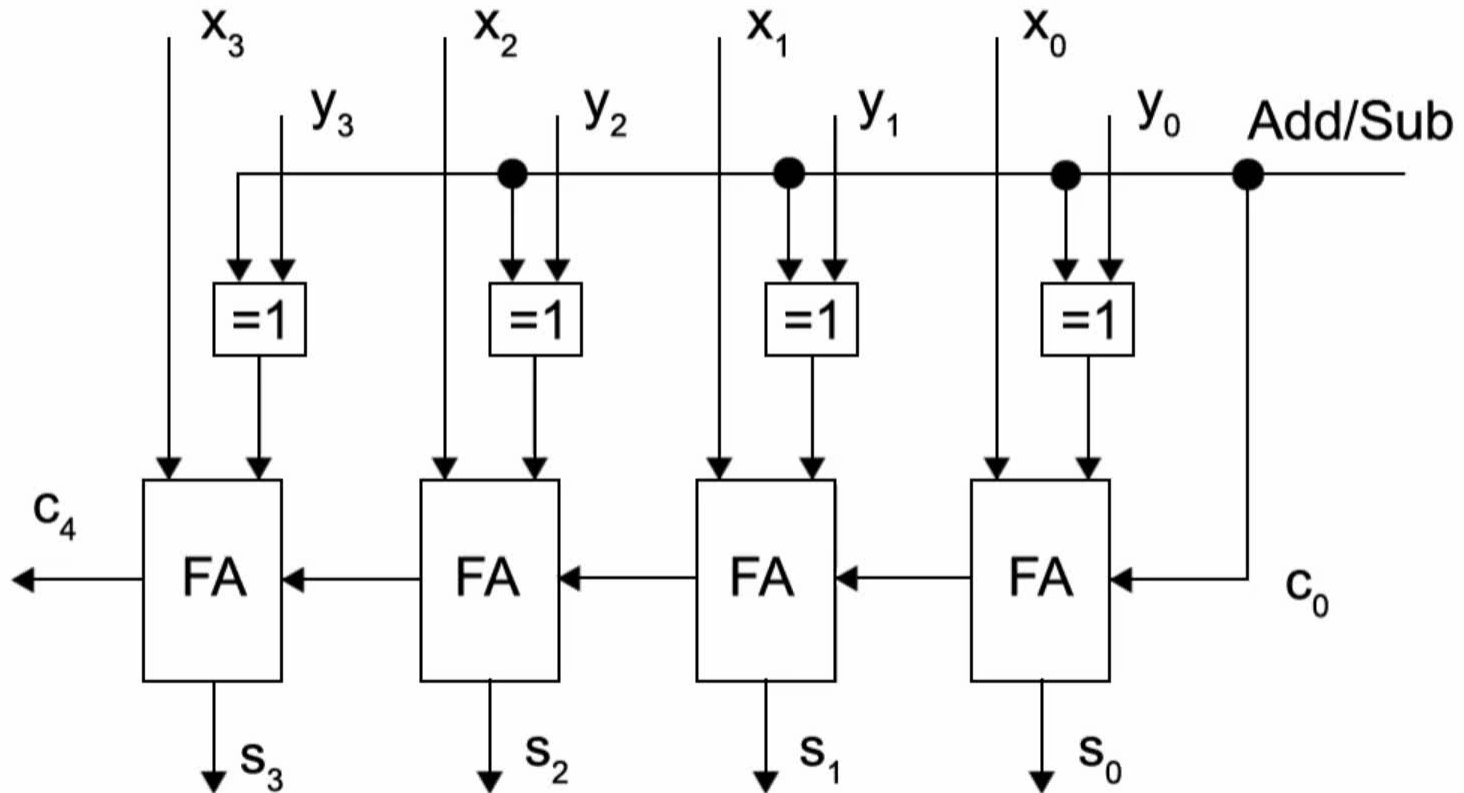 x₃ x₂ x₁ x₀
y₃ y₂ y₁ y₀ Add/Sub
=1 =1 =1 =1
c₄
FA FA FA FA c₀
s₃ s₂ s₁ s₀